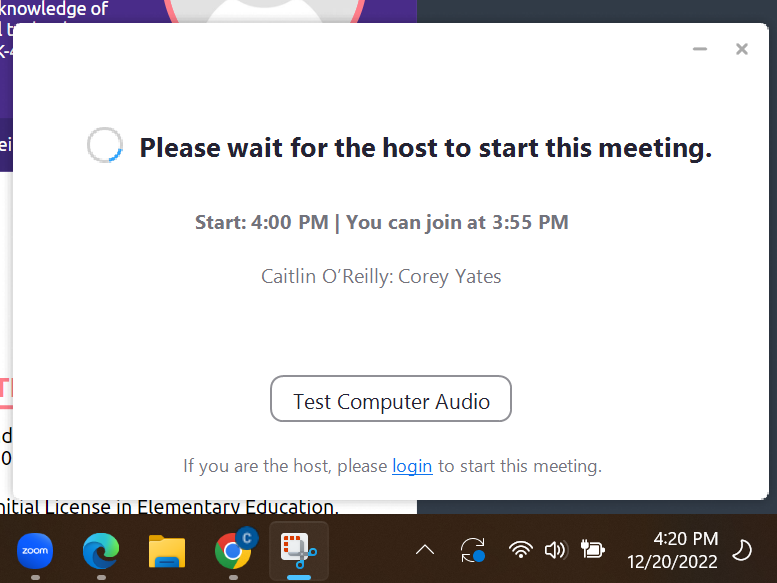 knowledge of
Please wait for the host to start this meeting.
Start: 4:00 PM | You can join at 3:55 PM
Caitlin O'Reilly: Corey Yates
Test Computer Audio
If you are the host, please login to start this meeting.
nitial License in Elementary Education,
zoom
C
4:20 PM
12/20/2022